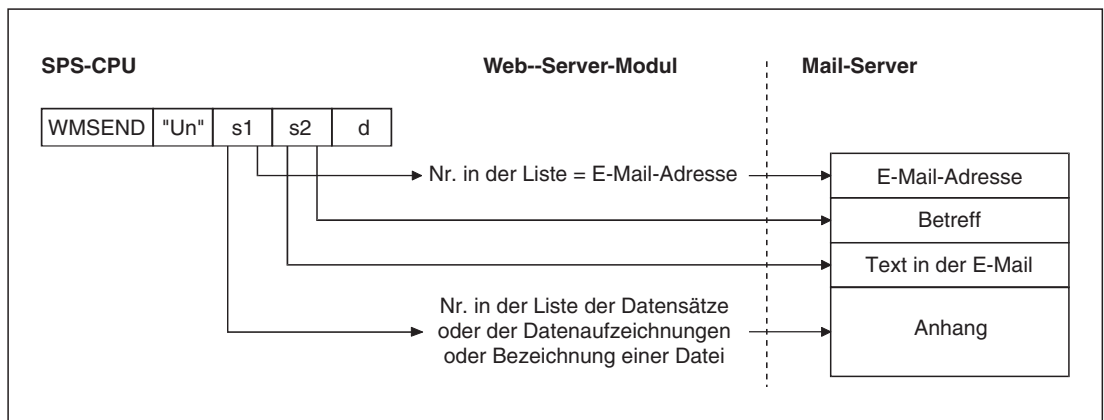 SPS-CPU
Web--Server-Modul
Mail-Server
WMSEND "Un" s1 s2 d
Nr. in der Liste = E-Mail-Adresse
E-Mail-Adresse
Betreff
Text in der E-Mail
Nr. in der Liste der Datensätze
oder der Datenaufzeichnungen
oder Bezeichnung einer Datei
Anhang